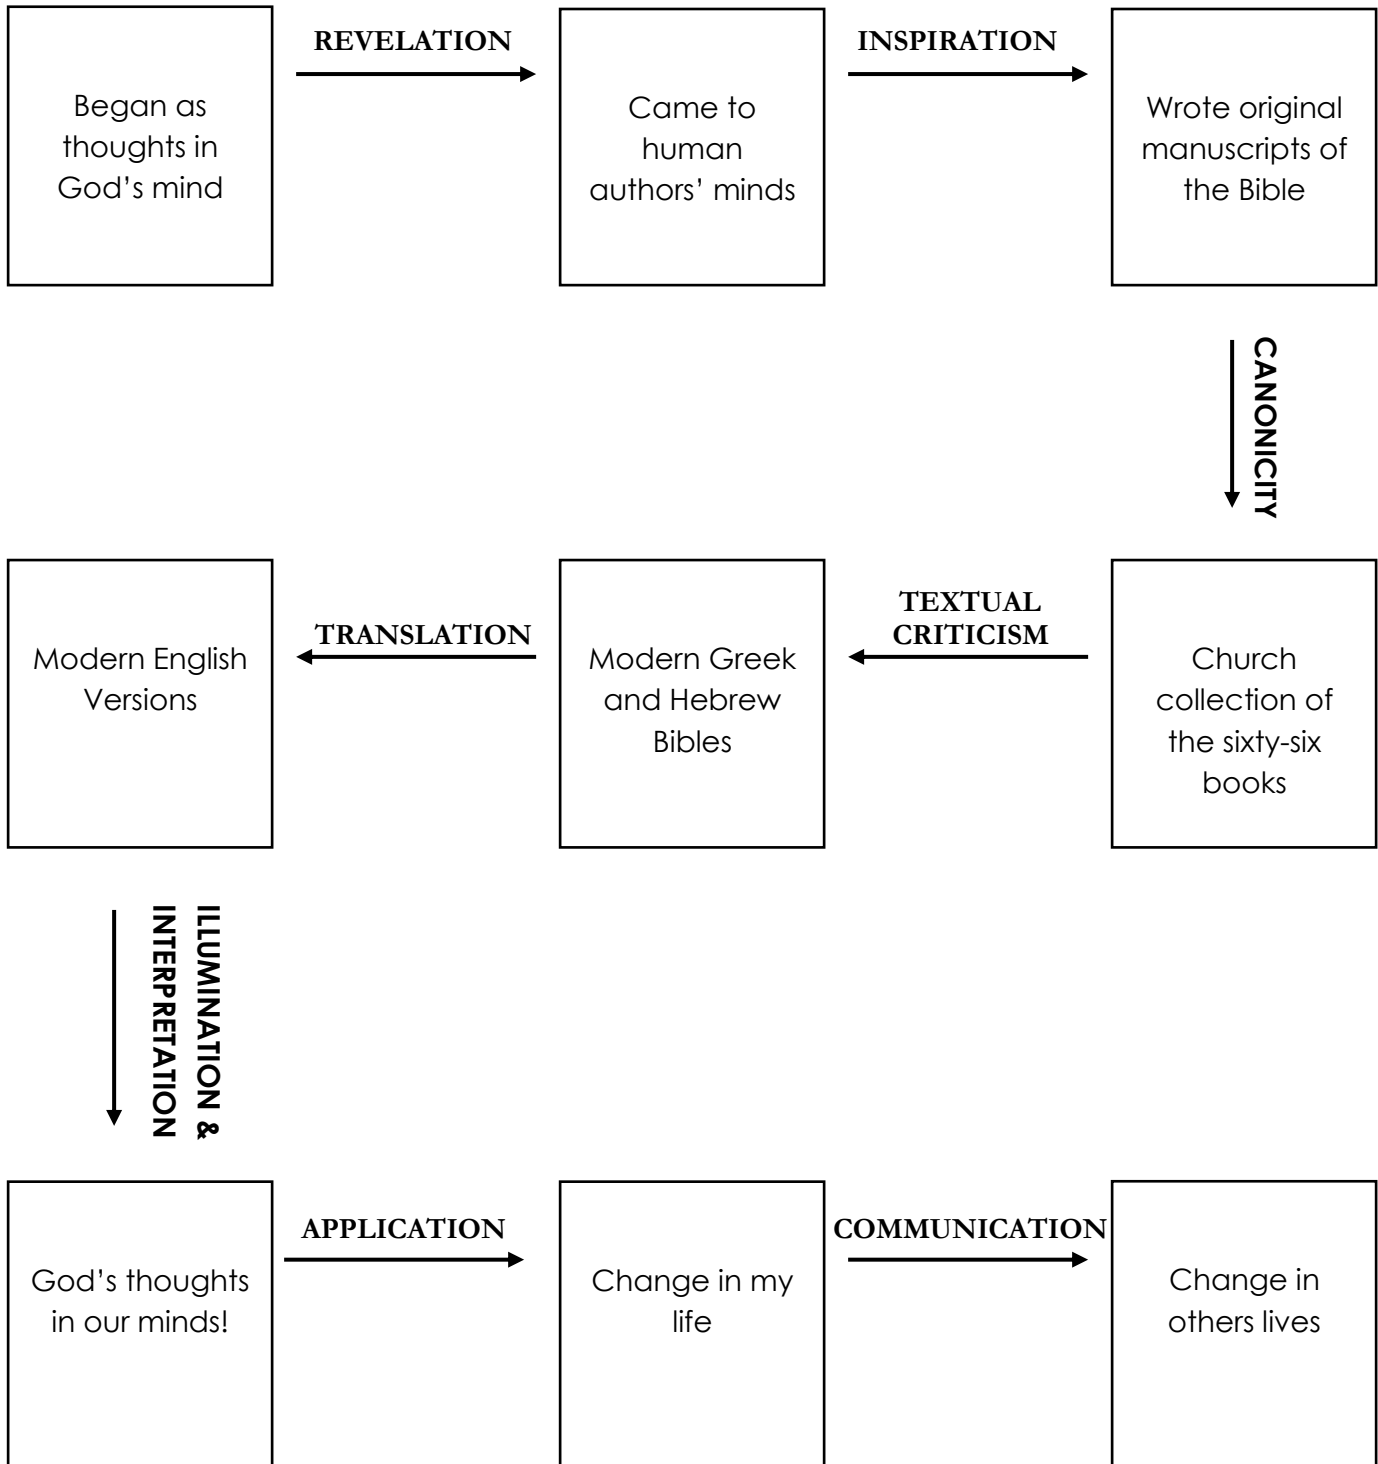 REVELATION
INSPIRATION
Began as
thoughts in
God's mind
Came to
human
authors' minds
Wrote original
manuscripts of
the Bible
CANONICITY
TEXTUAL
CRITICISM
TRANSLATION
Church
collection of
the sixty-six
books
Modern Greek
and Hebrew
Bibles
Modern English
Versions
ILLUMINATION &
INTERPRETATION
God's thoughts
in our minds!
APPLICATION
Change in my
life
COMMUNICATION
Change in
others lives